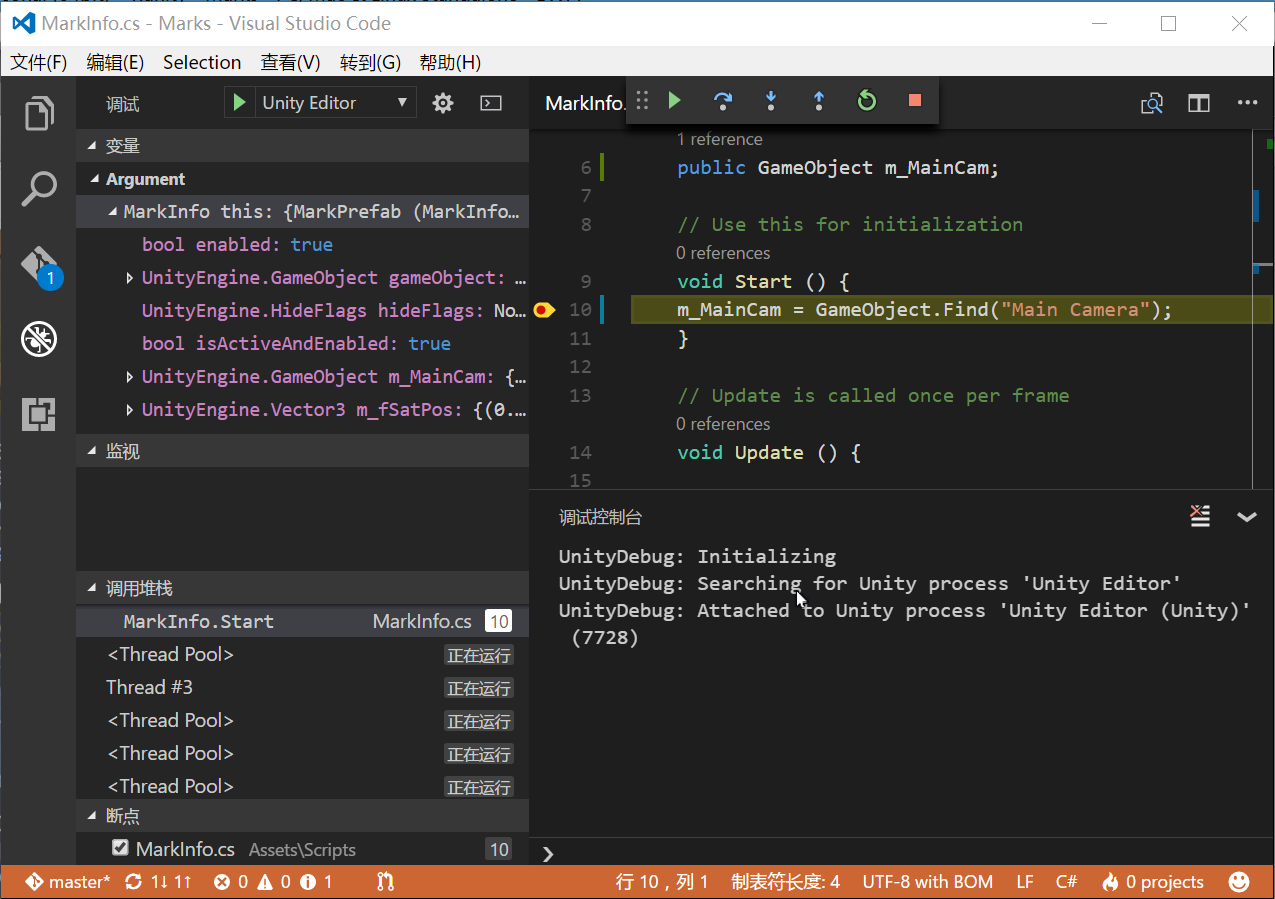 MarkInfo.cs - Marks - Visual Studio Code
文件(F) 编辑(E) Selection 查看(V) 转到(G) 帮助(H)
调试 Unity Editor
变量
Argument
MarkInfo this: {MarkPrefab (MarkInfo…
bool enabled: true
UnityEngine.GameObject gameObject: …
UnityEngine.HideFlags hideFlags: No…
bool isActiveAndEnabled: true
UnityEngine.GameObject m_MainCam: {…
UnityEngine.Vector3 m_fSatPos: {(0.…
监视
调用堆栈
MarkInfo.Start MarkInfo.cs 10
<Thread Pool> 正在运行
Thread #3 正在运行
<Thread Pool> 正在运行
<Thread Pool> 正在运行
<Thread Pool> 正在运行
断点
MarkInfo.cs Assets\Scripts 10
1
MarkInfo.
1 reference
6 public GameObject m_MainCam;
7
8 // Use this for initialization
0 references
9 void Start () {
10 m_MainCam = GameObject.Find("Main Camera");
11 }
12
13 // Update is called once per frame
0 references
14 void Update () {
15
调试控制台
UnityDebug: Initializing
UnityDebug: Searching for Unity process 'Unity Editor'
UnityDebug: Attached to Unity process 'Unity Editor (Unity)'
(7728)
master* 1↓ 1↑ 0 0 1 行 10，列 1 制表符长度: 4 UTF-8 with BOM LF C# 0 projects